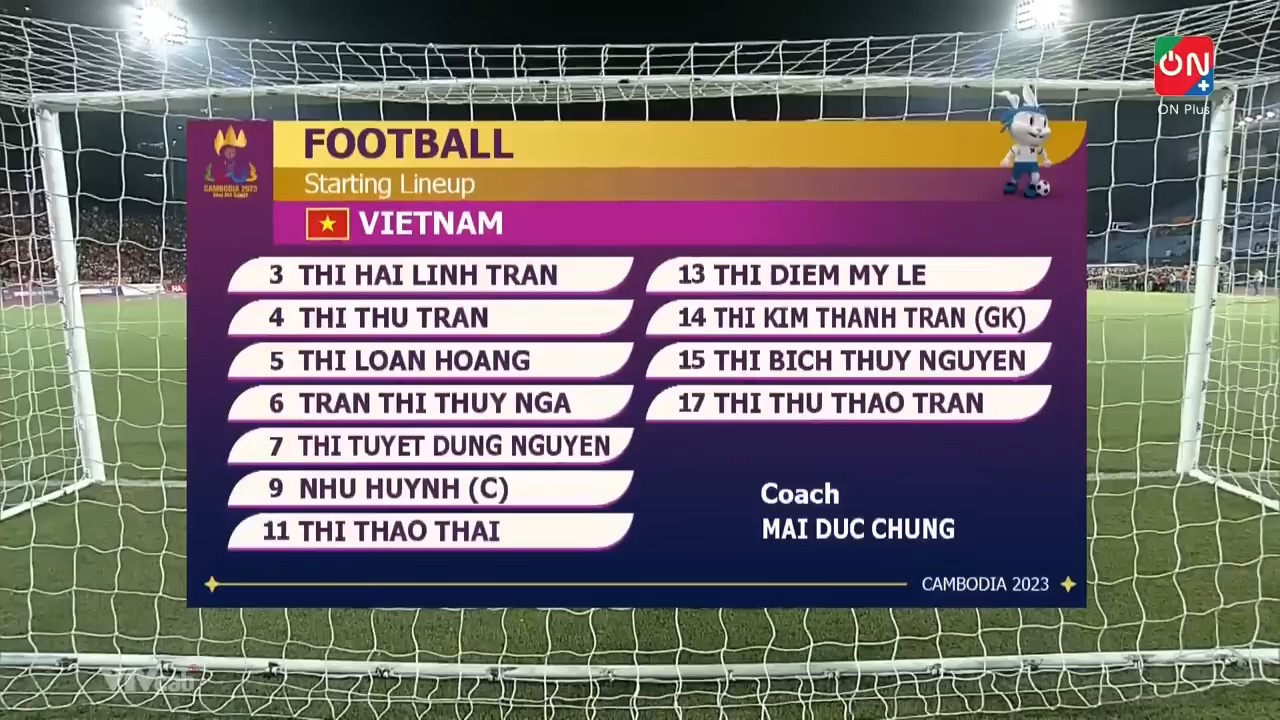 ON
ON Plus
CAMBODIA 2023
FOOTBALL
Starting Lineup
VIETNAM
3 THI HAI LINH TRAN
4 THI THU TRAN
5 THI LOAN HOANG
6 TRAN THI THUY NGA
7 THI TUYET DUNG NGUYEN
9 NHU HUYNH (C)
11 THI THAO THAI
13 THI DIEM MY LE
14 THI KIM THANH TRAN (GK)
15 THI BICH THUY NGUYEN
17 THI THU THAO TRAN
Coach
MAI DUC CHUNG
CAMBODIA 2023
VTVcab